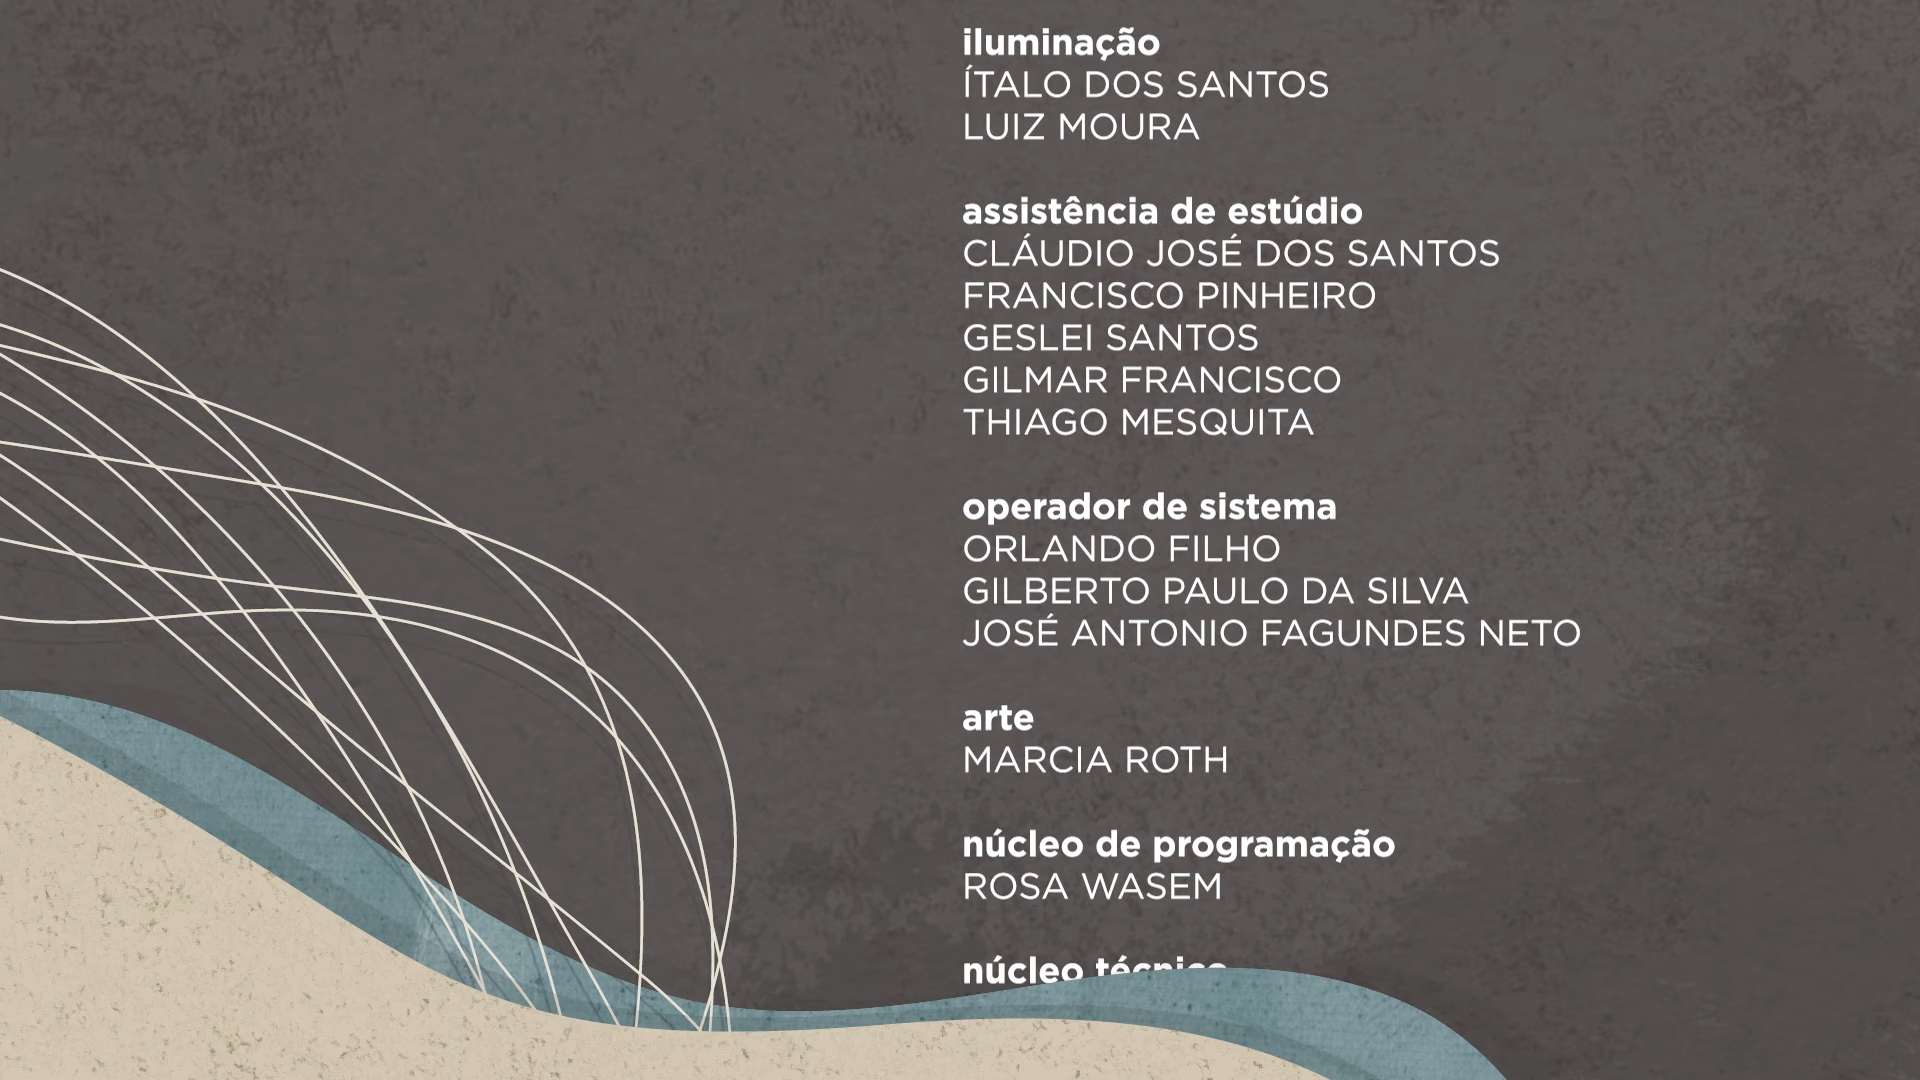 iluminação
ÍTALO DOS SANTOS
LUIZ MOURA
assistência de estúdio
CLÁUDIO JOSÉ DOS SANTOS
FRANCISCO PINHEIRO
GESLEI SANTOS
GILMAR FRANCISCO
THIAGO MESQUITA
operador de sistema
ORLANDO FILHO
GILBERTO PAULO DA SILVA
JOSÉ ANTONIO FAGUNDES NETO
arte
MARCIA ROTH
núcleo de programação
ROSA WASEM
núcleo técnico